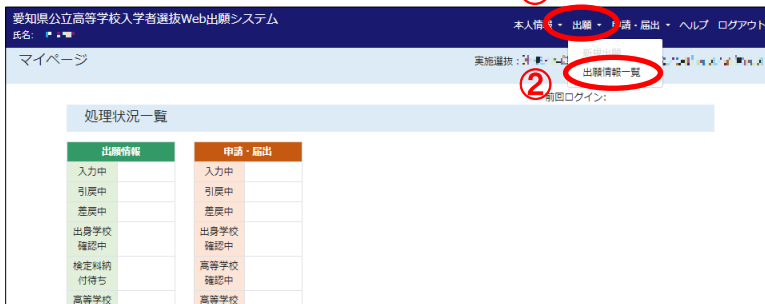 愛知県公立高等学校入学者選抜Web出願システム
氏名:
本人情報 出願 申請・届出 ヘルプ ログアウト
新規出願
出願情報一覧
マイページ
実施選抜:
②
前回ログイン:
処理状況一覧
出願情報 申請・届出
入力中 入力中
引戻中 引戻中
差戻中 差戻中
出身学校 出身学校
確認中 確認中
検定料納 高等学校
付待ち 確認中
高等学校 高等学校